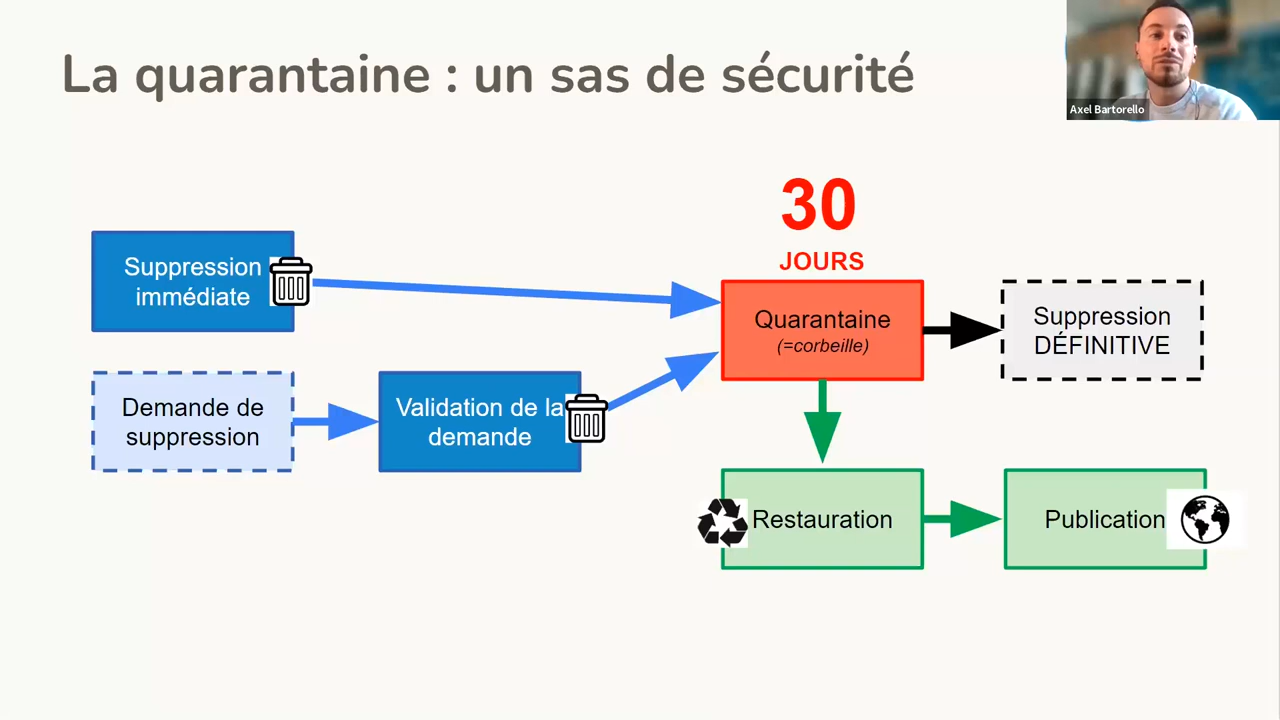 La quarantaine : un sas de sécurité
Axel Bartorello
30
JOURS
Suppression
immédiate
Quarantaine
(=corbeille)
Suppression
DÉFINITIVE
Demande de
suppression
Validation de la
demande
Restauration
Publication